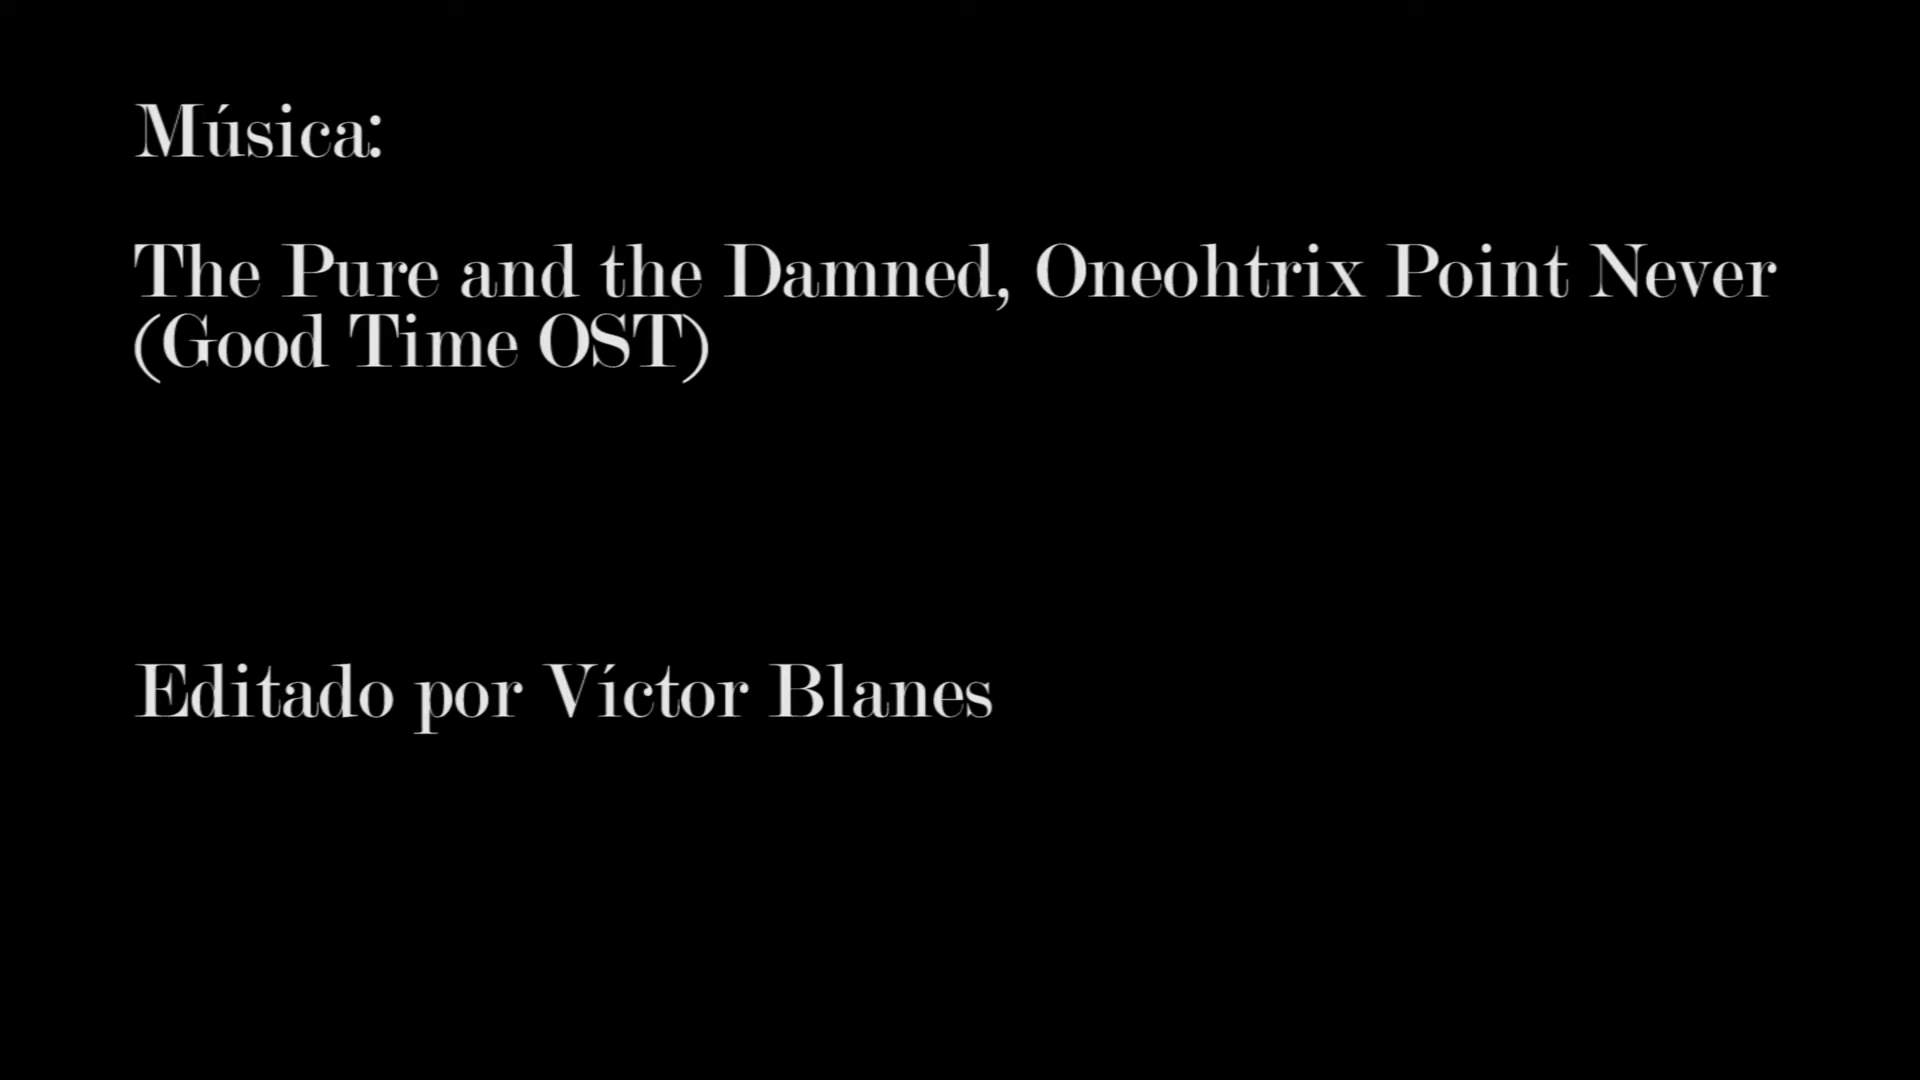 Música:
The Pure and the Damned, Oneohtrix Point Never
(Good Time OST)
Editado por Víctor Blanes